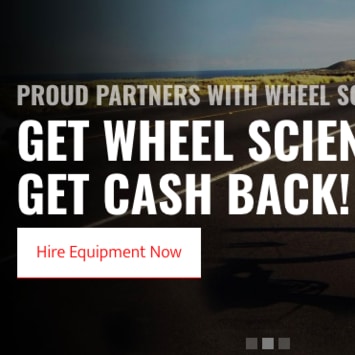 PROUD PARTNERS WITH WHEEL SC
GET WHEEL SCIEN
GET CASH BACK!
Hire Equipment Now